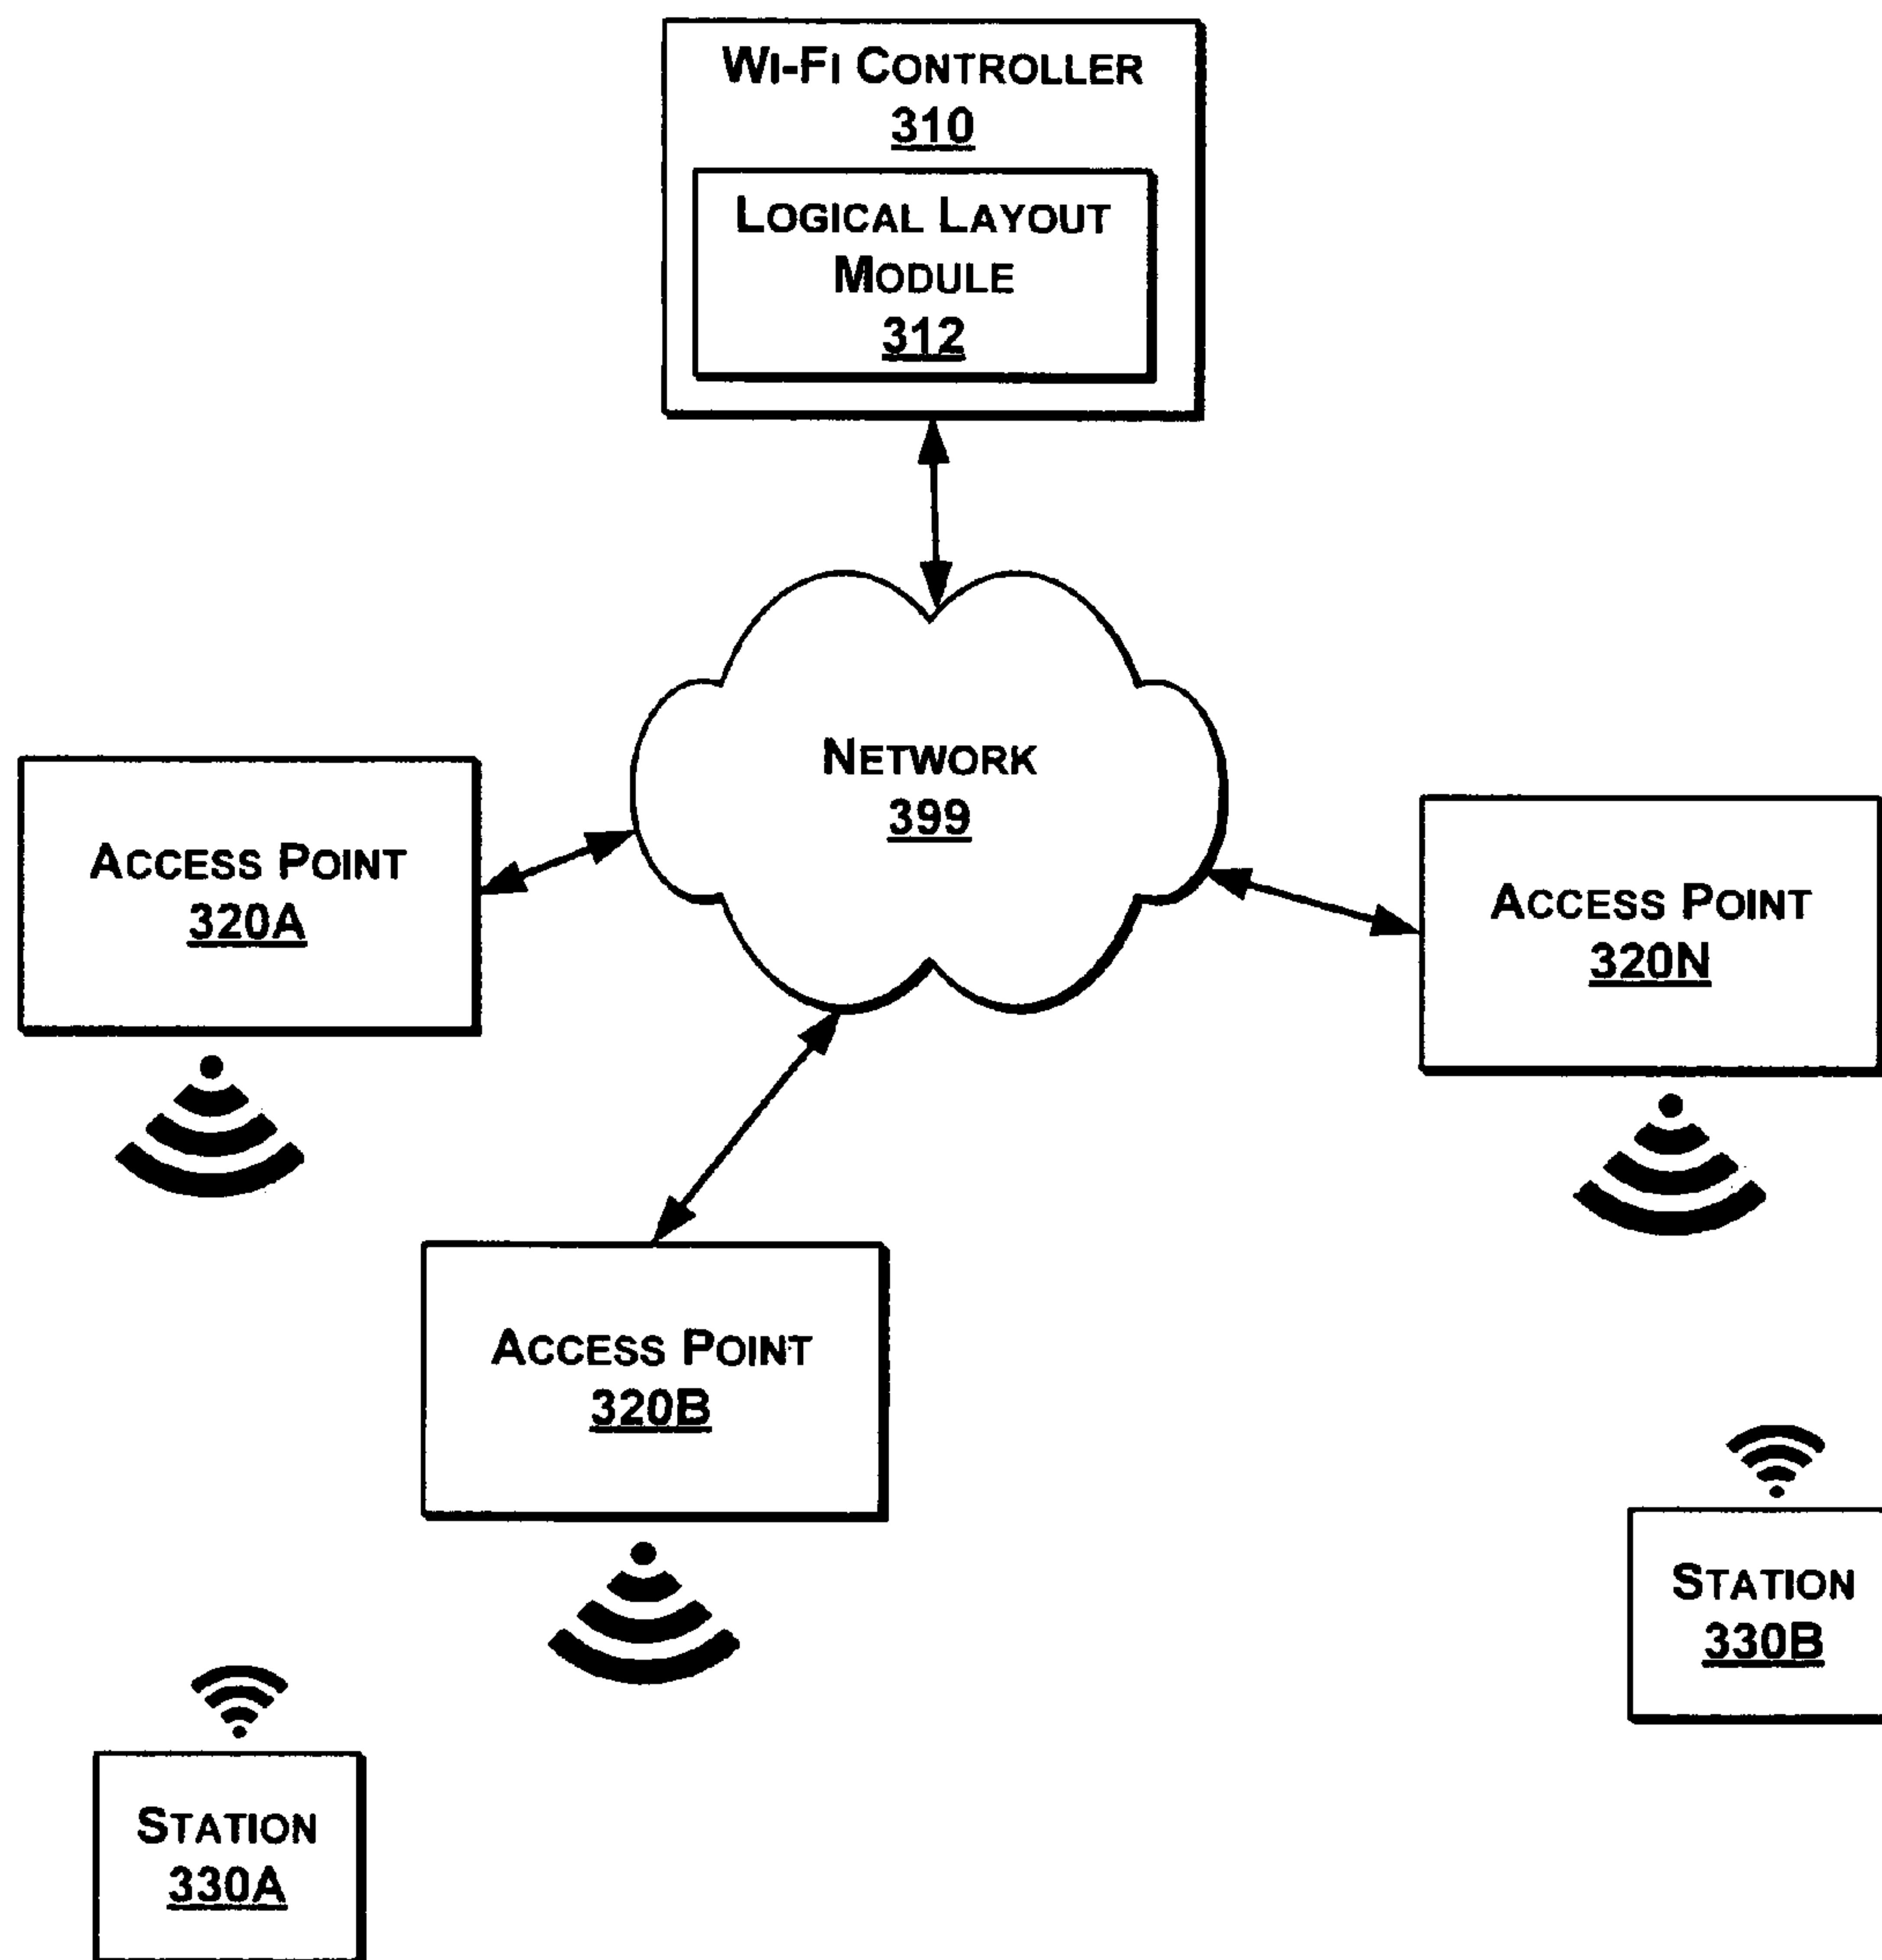 WI-FI CONTROLLER
310
LOGICAL LAYOUT
MODULE
312
NETWORK
399
ACCESS POINT
320A
ACCESS POINT
320N
ACCESS POINT
320B
STATION
330B
STATION
330A